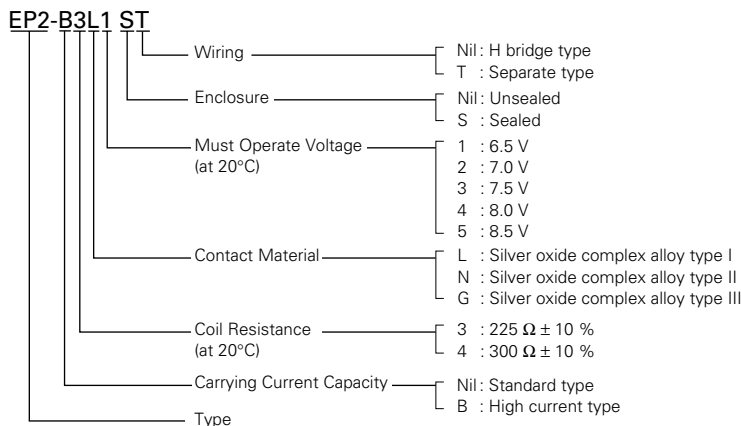 EP2-B3L1 ST
Wiring
Nil : H bridge type
T : Separate type
Enclosure
Nil : Unsealed
S : Sealed
Must Operate Voltage
(at 20°C)
1 : 6.5 V
2 : 7.0 V
3 : 7.5 V
4 : 8.0 V
5 : 8.5 V
Contact Material
L : Silver oxide complex alloy type I
N : Silver oxide complex alloy type II
G : Silver oxide complex alloy type III
Coil Resistance
(at 20°C)
3 : 225 Ω ± 10 %
4 : 300 Ω ± 10 %
Carrying Current Capacity
Nil : Standard type
B : High current type
Type